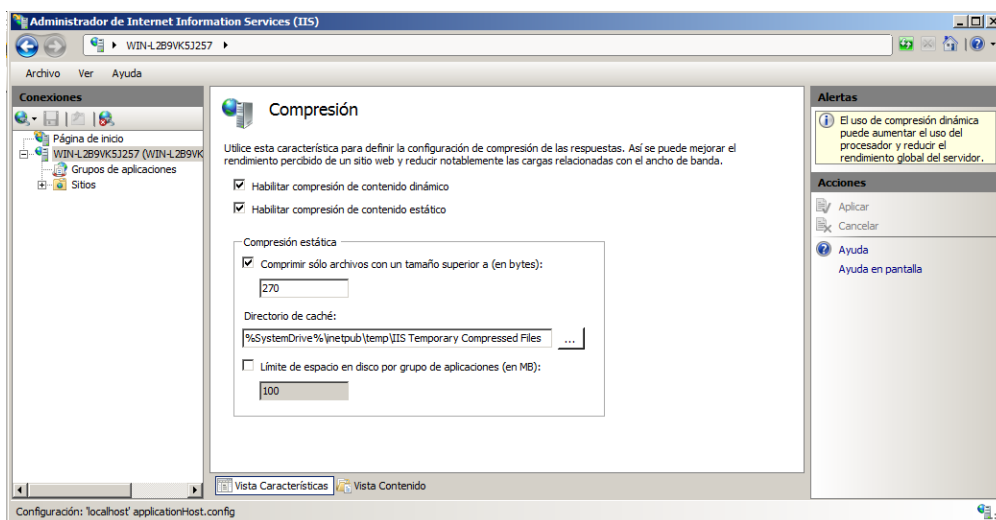 Administrador de Internet Information Services (IIS)
WIN-L2B9VK5J257
Archivo Ver Ayuda
Conexiones
Página de inicio
WIN-L2B9VK5J257 (WIN-L2B9VK
Grupos de aplicaciones
Sitios
Compresión
Utilice esta característica para definir la configuración de compresión de las respuestas. Así se puede mejorar el
rendimiento percibido de un sitio web y reducir notablemente las cargas relacionadas con el ancho de banda.
Habilitar compresión de contenido dinámico
Habilitar compresión de contenido estático
Compresión estática
Comprimir sólo archivos con un tamaño superior a (en bytes):
270
Directorio de caché:
%SystemDrive%\inetpub\temp\IIS Temporary Compressed Files
...
Límite de espacio en disco por grupo de aplicaciones (en MB):
100
Vista Características Vista Contenido
Alertas
El uso de compresión dinámica
puede aumentar el uso del
procesador y reducir el
rendimiento global del servidor.
Acciones
Aplicar
Cancelar
Ayuda
Ayuda en pantalla
Configuración: 'localhost' applicationHost.config